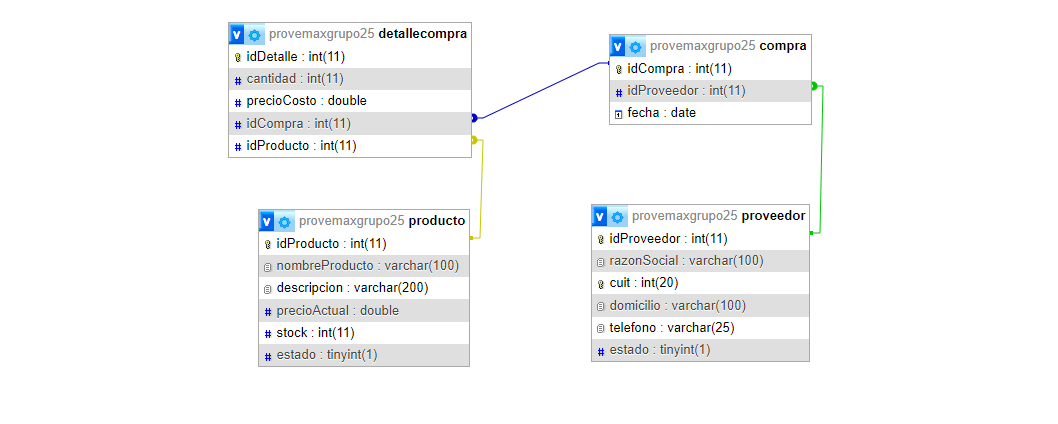 provemaxgrupo25 detallecompra
idDetalle : int(11)
cantidad : int(11)
precioCosto : double
idCompra : int(11)
idProducto : int(11)
provemaxgrupo25 compra
idCompra : int(11)
idProveedor : int(11)
fecha : date
provemaxgrupo25 producto
idProducto : int(11)
nombreProducto : varchar(100)
descripcion : varchar(200)
precioActual : double
stock : int(11)
estado : tinyint(1)
provemaxgrupo25 proveedor
idProveedor : int(11)
razonSocial : varchar(100)
cuit : int(20)
domicilio : varchar(100)
telefono : varchar(25)
estado : tinyint(1)